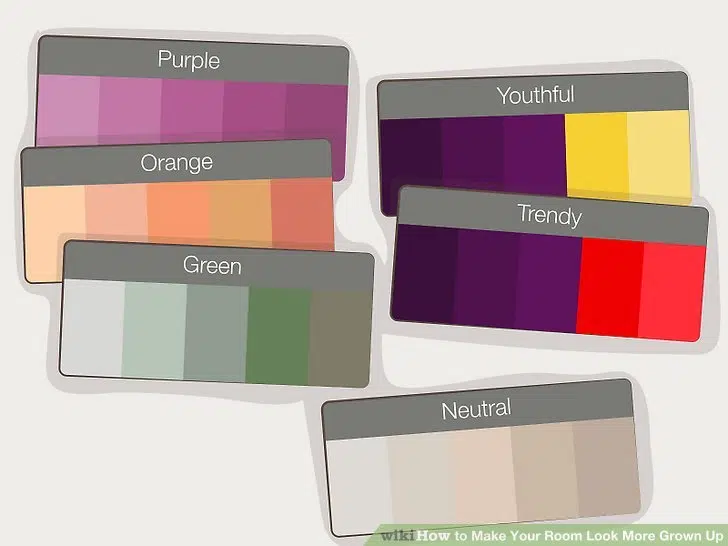 Purple
Orange
Green
Youthful
Trendy
Neutral
wikiHow to Make Your Room Look More Grown Up